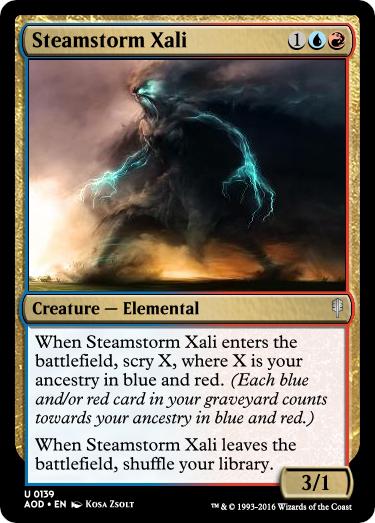 Steamstorm Xali 1
Creature — Elemental
When Steamstorm Xali enters the
battlefield, scry X, where X is your
ancestry in blue and red. (Each blue
and/or red card in your graveyard counts
towards your ancestry in blue and red.)
When Steamstorm Xali leaves the
battlefield, shuffle your library.
3/1
U 0139
AOD • EN Kosa Zsolt
™ & © 1993-2016 Wizards of the Coast